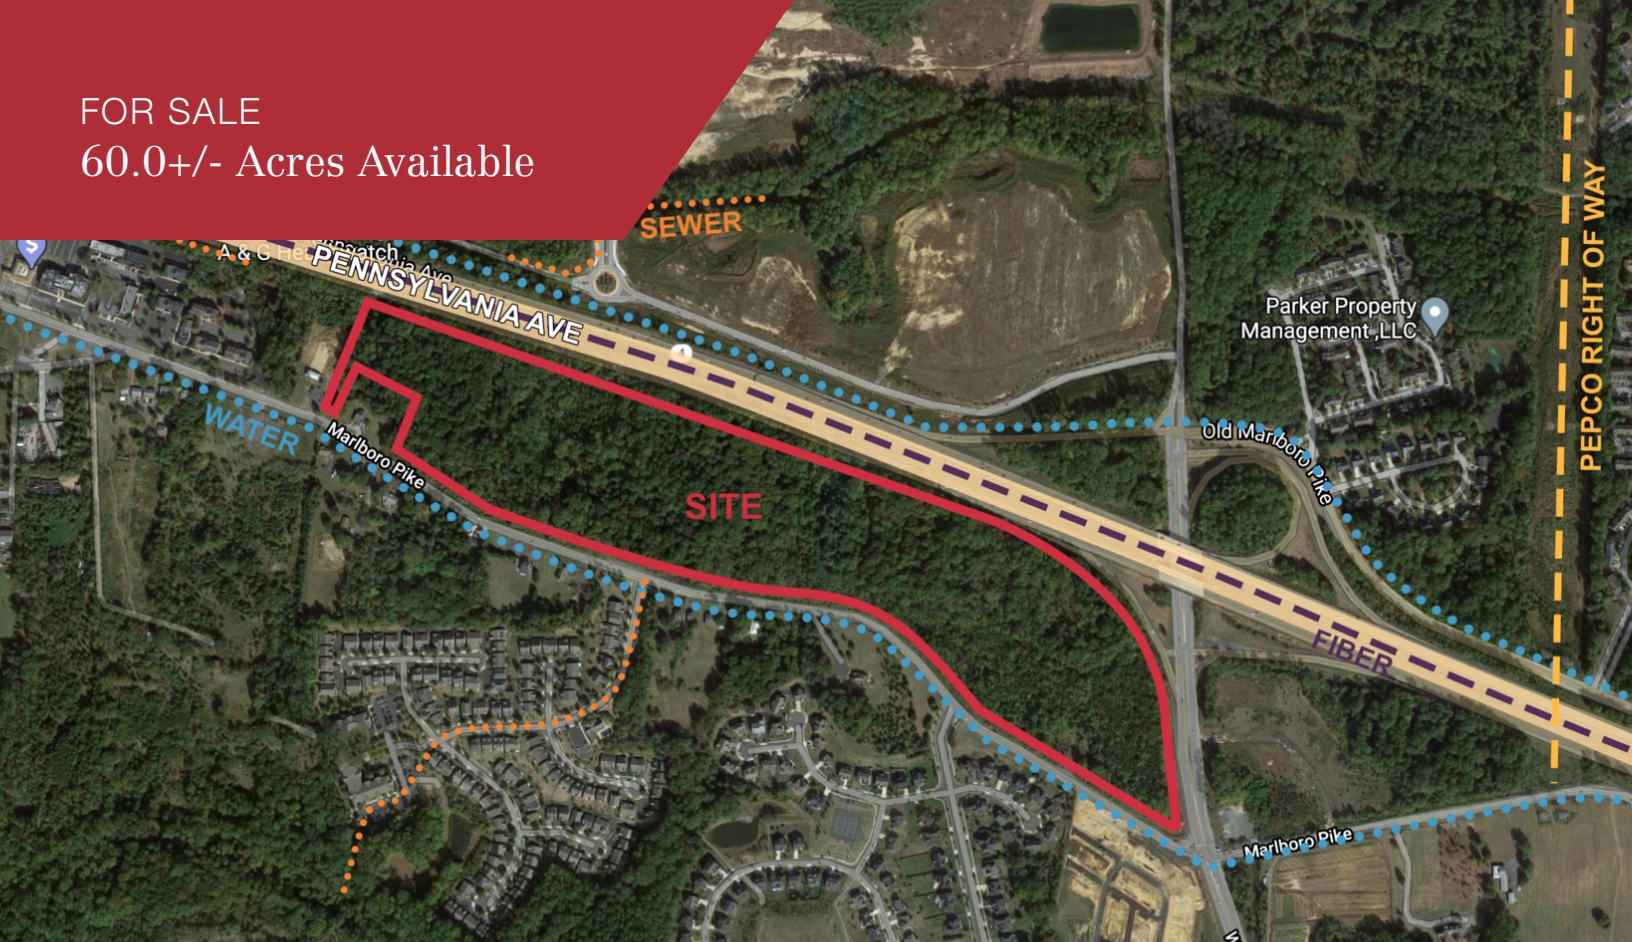 FOR SALE
60.0+/- Acres Available
SEWER
A & G
PENNSYLVANIA AVE
Parker Property
Management ,LLC
PEPCO RIGHT OF WAY
WATER
Marlboro Pike
Old Marlboro Pike
SITE
FIBER
Marlboro Pike